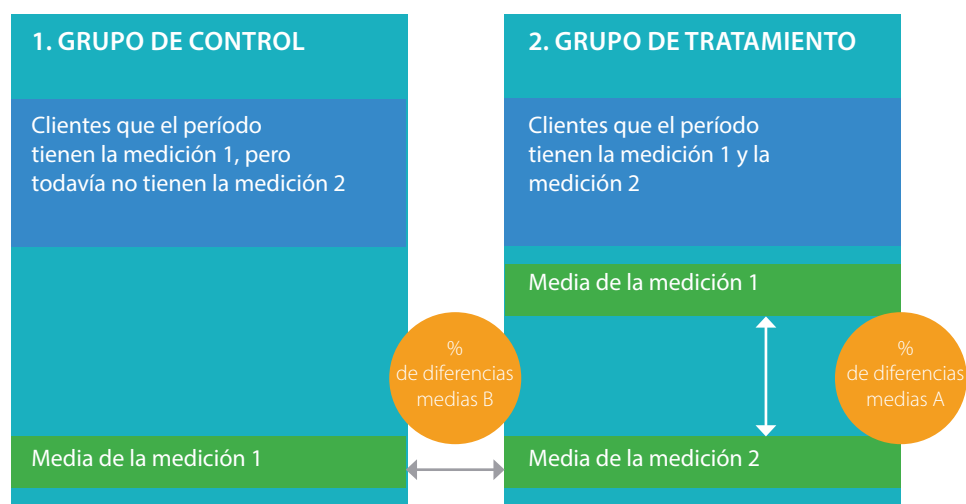 1. GRUPO DE CONTROL
Clientes que el período
tienen la medición 1, pero
todavía no tienen la medición 2
Media de la medición 1
%
de diferencias
medias B
2. GRUPO DE TRATAMIENTO
Clientes que el período
tienen la medición 1 y la
medición 2
Media de la medición 1
%
de diferencias
medias A
Media de la medición 2